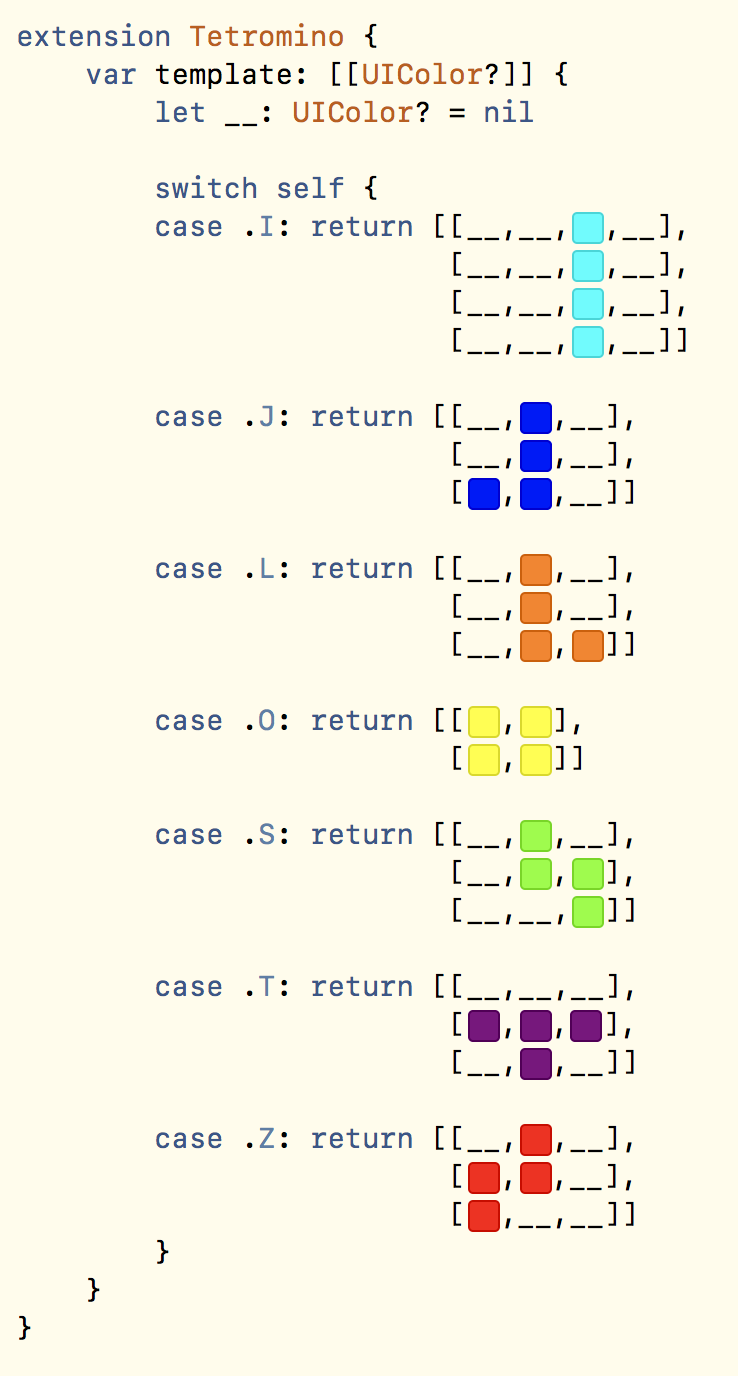 extension Tetromino {
var template: [[UIColor?]] {
let __: UIColor? = nil
switch self {
case .I: return [[__,__,,__],
[__,__,,__],
[__,__,,__],
[__,__,,__]]
case .J: return [[__,,__],
[__,,__],
[,,__]]
case .L: return [[__,,__],
[__,,__],
[__,,]]
case .O: return [[,],
[,]]
case .S: return [[__,,__],
[__,,],
[__,__,]]
case .T: return [[__,__,__],
[,,],
[__,,__]]
case .Z: return [[__,,__],
[,,__],
[,__,__]]
}
}
}